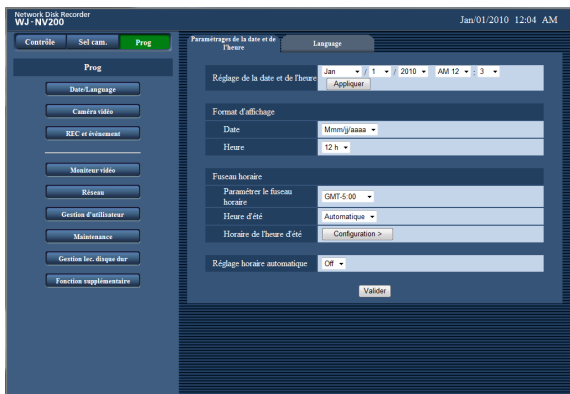 Network Disk Recorder
WJ-NV200
Jan/01/2010 12:04 AM
Contrôle Sel cam. Prog
Prog
Date/Language
Caméra vidéo
REC et événement
Moniteur vidéo
Réseau
Gestion d'utilisateur
Maintenance
Gestion lec. disque dur
Fonction supplémentaire
Paramétrages de la date et de
l'heure
Language
Réglage de la date et de l'heure
Jan / 1 / 2010 AM 12 : 3
Appliquer
Format d'affichage
Date Mmm/jj/aaaa
Heure 12 h
Fuseau horaire
Paramétrer le fuseau
horaire
GMT-5:00
Heure d'été Automatique
Horaire de l'heure d'été Configuration >
Réglage horaire automatique Off
Valider